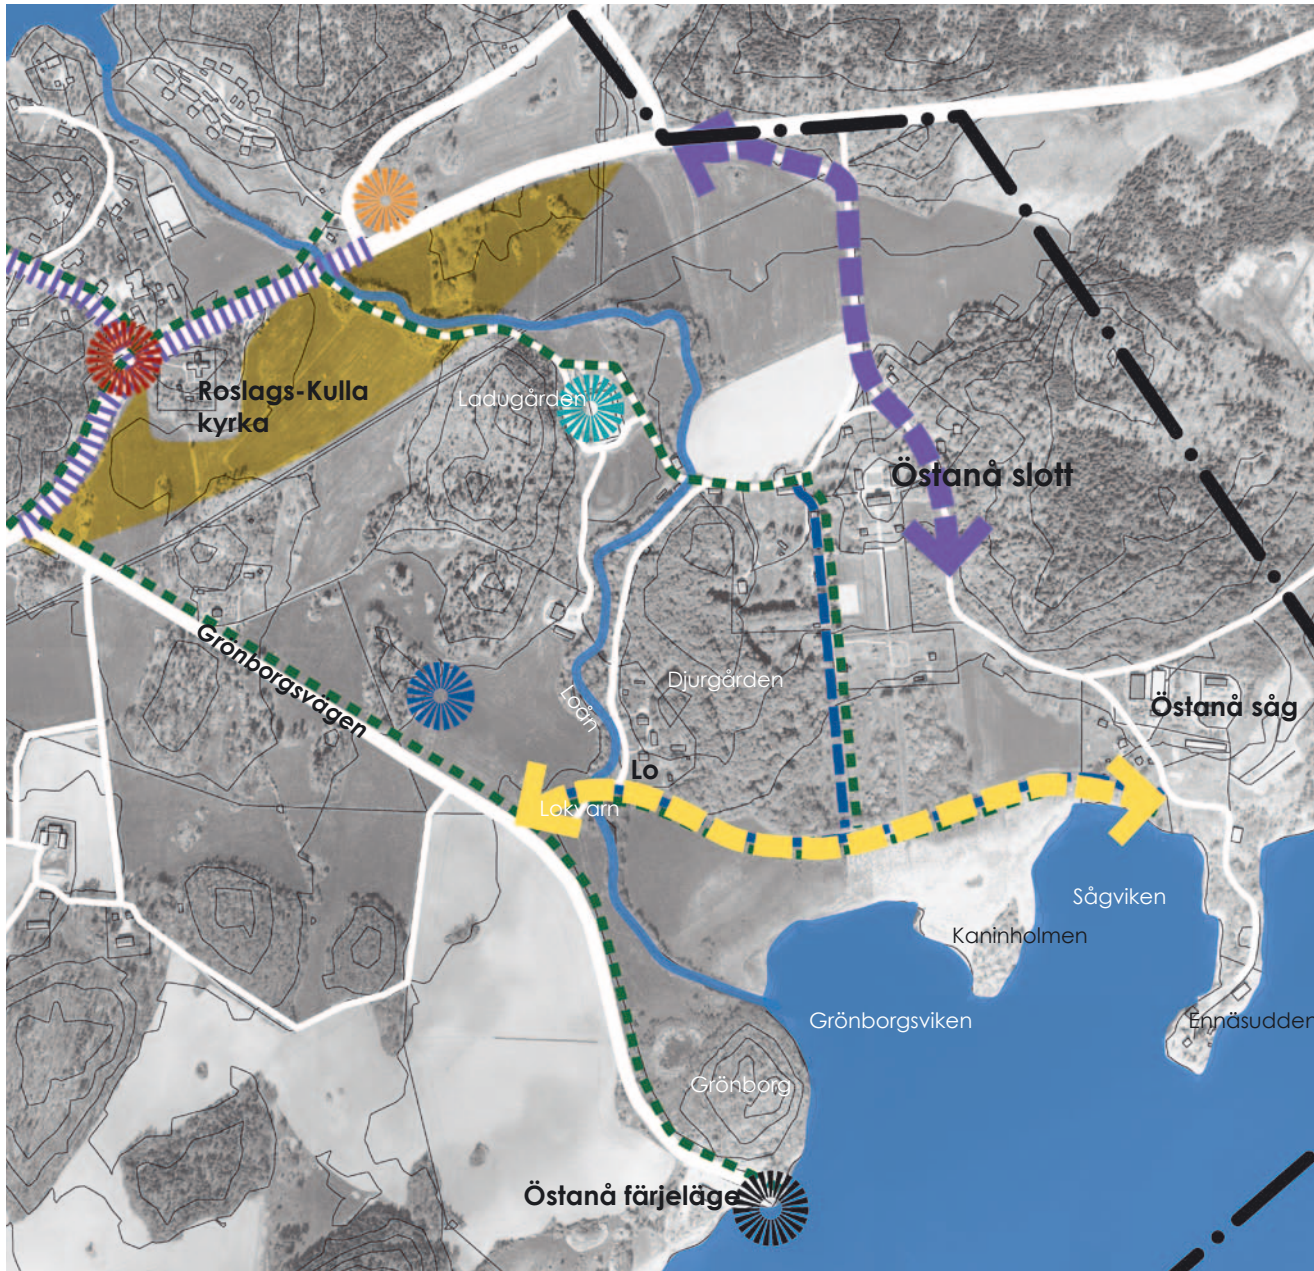 Roslags-Kulla
kyrka
Ladugården
Östanå slott
Grönborgsvägen
Djurgården
Loån
Östanå såg
Lo
Lokvarn
Sågviken
Kaninholmen
Grönborgsviken
Ennäsudden
Grönborg
Östanå färjeläge